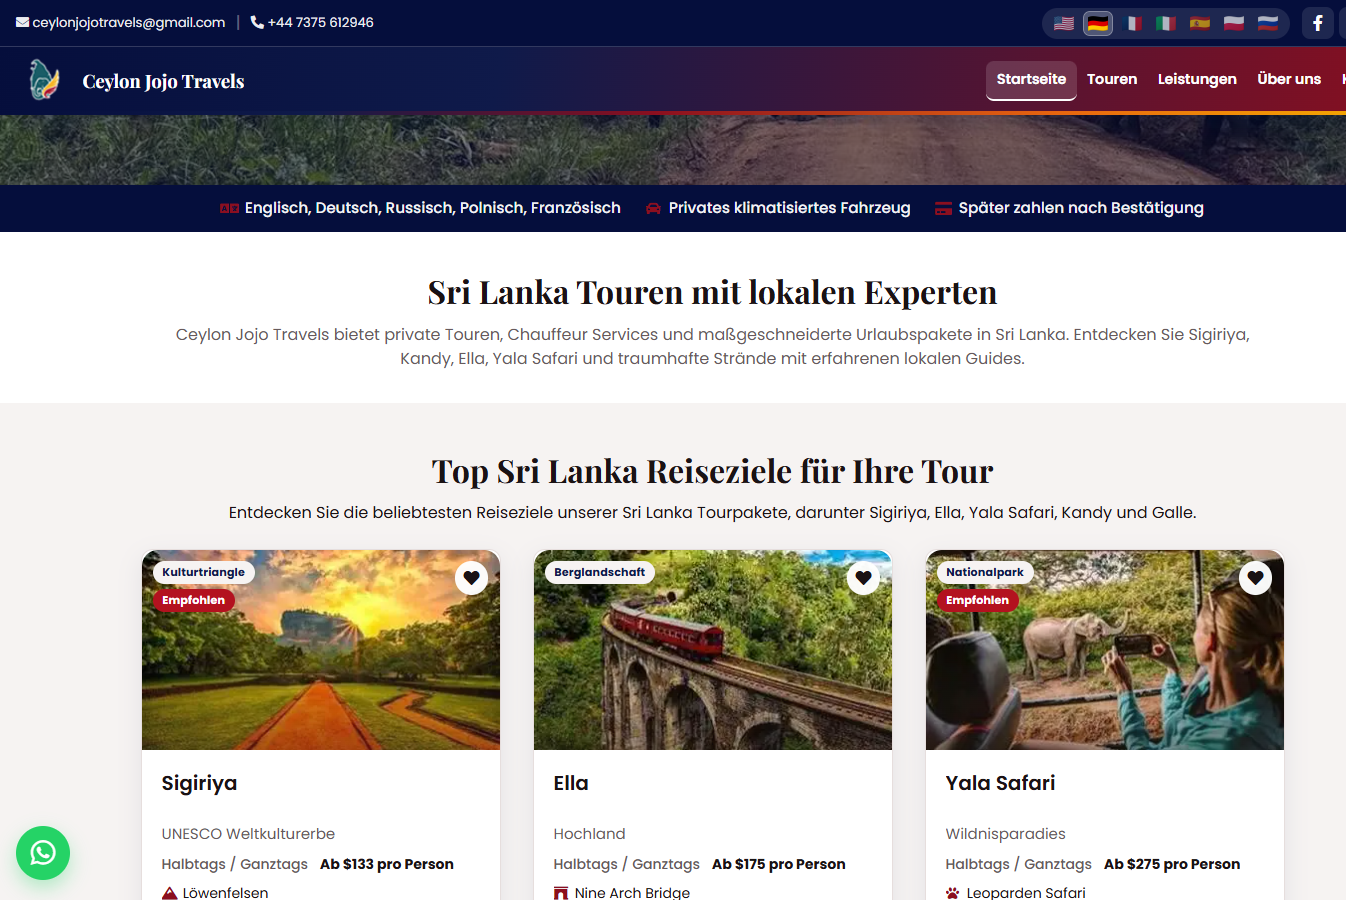 ceylonjojotravels@gmail.com | +44 7375 612946
Ceylon Jojo Travels
Startseite Touren Leistungen Über uns
Englisch, Deutsch, Russisch, Polnisch, Französisch Privates klimatisiertes Fahrzeug Später zahlen nach Bestätigung
Sri Lanka Touren mit lokalen Experten
Ceylon Jojo Travels bietet private Touren, Chauffeur Services und maßgeschneiderte Urlaubspakete in Sri Lanka. Entdecken Sie Sigiriya,
Kandy, Ella, Yala Safari und traumhafte Strände mit erfahrenen lokalen Guides.
Top Sri Lanka Reiseziele für Ihre Tour
Entdecken Sie die beliebtesten Reiseziele unserer Sri Lanka Tourpakete, darunter Sigiriya, Ella, Yala Safari, Kandy und Galle.
Kulturtriangle
Empfohlen
Sigiriya
UNESCO Weltkulturerbe
Halbtags / Ganztags Ab $133 pro Person
Löwenfelsen
Berglandschaft
Ella
Hochland
Halbtags / Ganztags Ab $175 pro Person
Nine Arch Bridge
Nationalpark
Empfohlen
Yala Safari
Wildnisparadies
Halbtags / Ganztags Ab $275 pro Person
Leoparden Safari